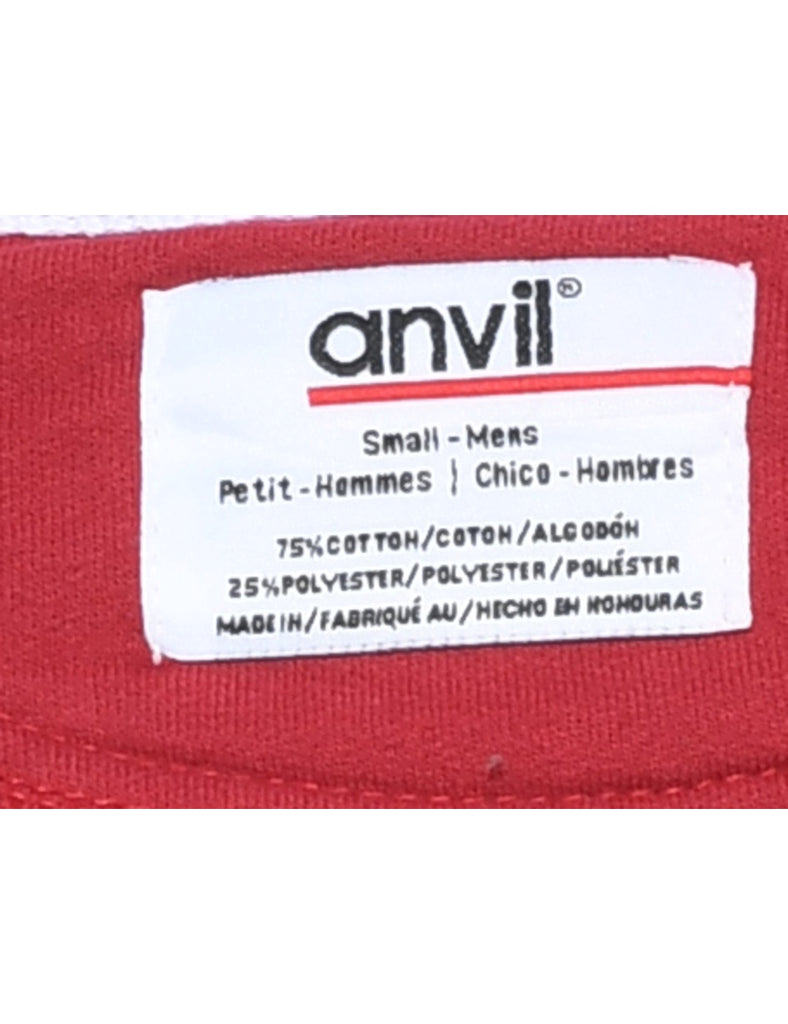 anvil®
Small - Mens
Petit - Hommes | Chico - Hombres
75% COTTON/COTON/ALGODÓN
25% POLYESTER/POLYESTER/POLIÉSTER
MADE IN/FABRIQUÉ AU/HECHO EN HONDURAS